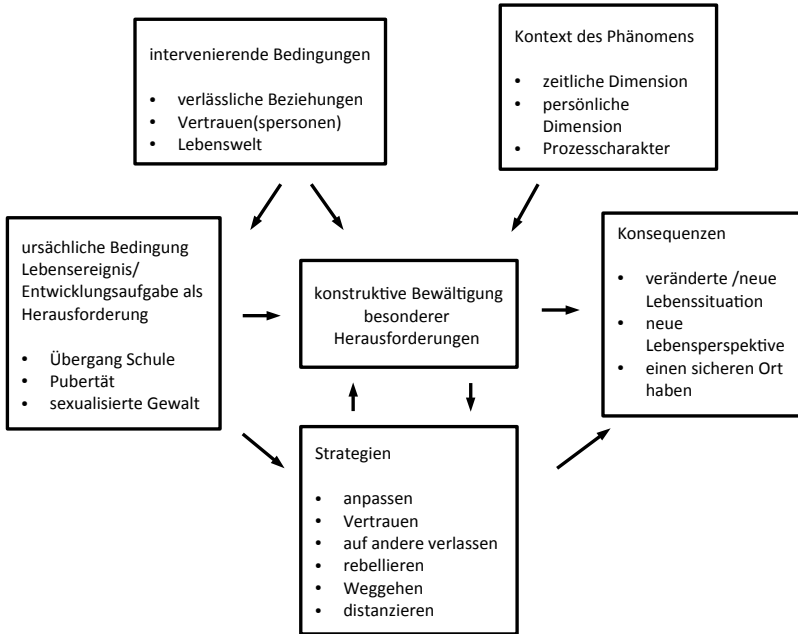 intervenierende Bedingungen
• verlässliche Beziehungen
• Vertrauen(spersonen)
• Lebenswelt
Kontext des Phänomens
• zeitliche Dimension
• persönliche
Dimension
• Prozesscharakter
ursächliche Bedingung
Lebensereignis/
Entwicklungsaufgabe als
Herausforderung
• Übergang Schule
• Pubertät
• sexualisierte Gewalt
konstruktive Bewältigung
besonderer
Herausforderungen
Konsequenzen
• veränderte /neue
Lebenssituation
• neue
Lebensperspektive
• einen sicheren Ort
haben
Strategien
• anpassen
• Vertrauen
• auf andere verlassen
• rebellieren
• Weggehen
• distanzieren